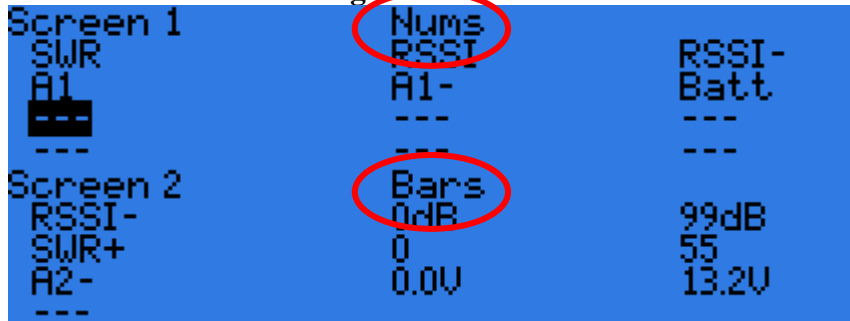 Screen 1 Nums
SWR RSSI RSSI-
A1 A1- Batt
--- --- ---
--- --- ---
Screen 2 Bars
RSSI- 0dB 99dB
SWR+ 0 55
A2- 0.0V 13.2V
---